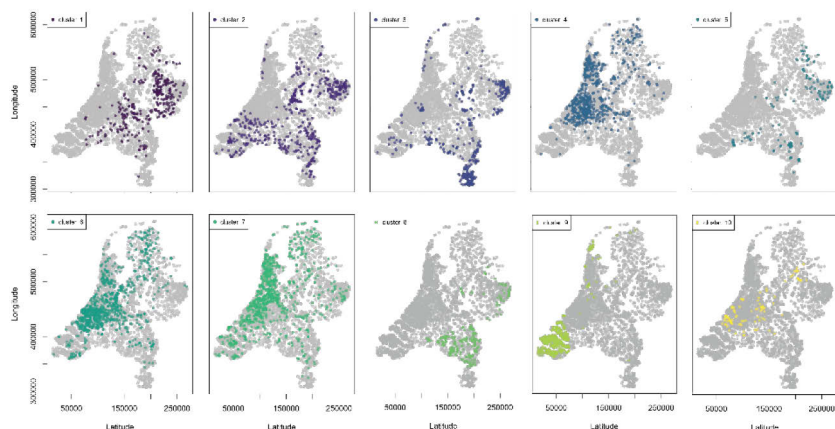 cluster 1
cluster 2
cluster 3
cluster 4
cluster 5
Longitude
600000
500000
400000
300000
cluster 6
cluster 7
cluster 8
cluster 9
cluster 10
Longitude
600000
500000
400000
300000
50000 150000 250000
50000 150000 250000
50000 150000 250000
50000 150000 250000
50000 150000 250000
Latitude
Latitude
Latitude
Latitude
Latitude